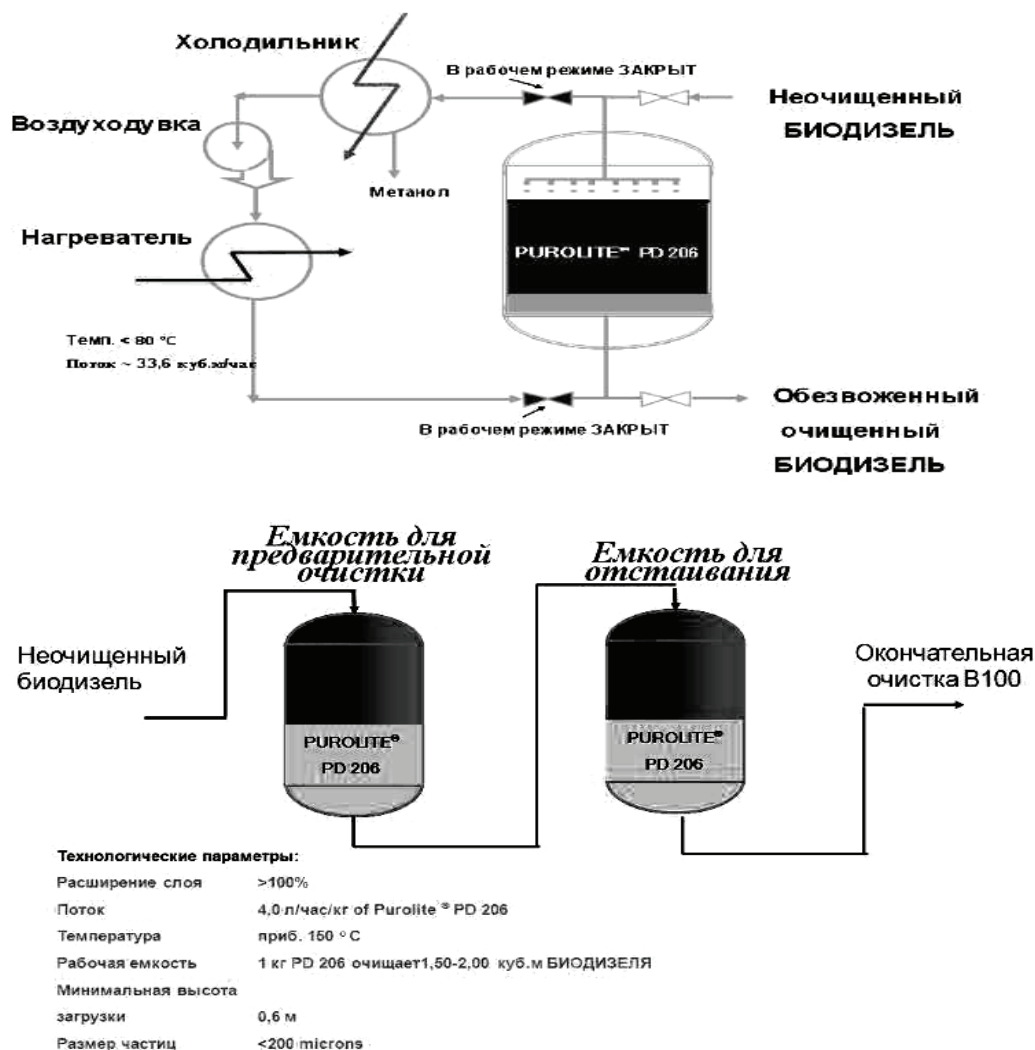 Холодильник
В рабочем режиме ЗАКРЫТ
Неочищенный
БИОДИЗЕЛЬ
Воздуходувка
Метанол
Нагреватель
PUROLITE™ PD 206
Темп. < 80 °С
Поток ~ 33,6 куб.м/час
В рабочем режиме ЗАКРЫТ
Обезвоженный
очищенный
БИОДИЗЕЛЬ
Емкость для
предварительной
очистки
Емкость для
отстаивания
Неочищенный
биодизель
PUROLITE®
PD 206
PUROLITE®
PD 206
Окончательная
очистка В100
Технологические параметры:
Расширение слоя >100%
Поток 4,0 л/час/кг of Purolite ® PD 206
Температура приб. 150 ° С
Рабочая емкость 1 кг PD 206 очищает1,50-2,00 куб.м БИОДИЗЕЛЯ
Минимальная высота
загрузки 0,6 м
Размер частиц <200 microns